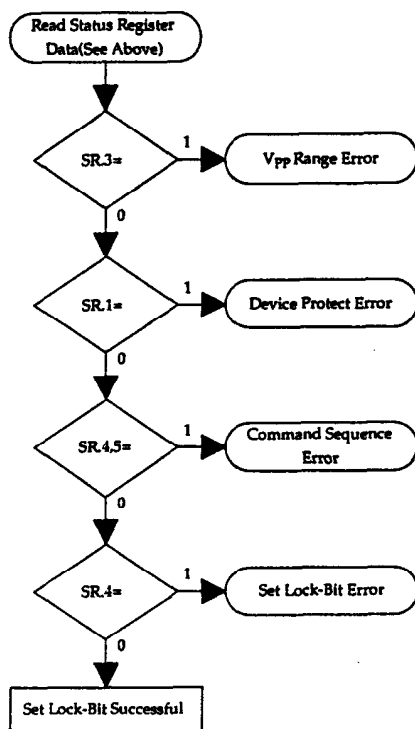 Read Status Register
Data(See Above)
SR.3=
1
VPP Range Error
0
SR.1=
1
Device Protect Error
0
SR.4,5=
1
Command Sequence
Error
0
SR.4=
1
Set Lock-Bit Error
0
Set Lock-Bit Successful